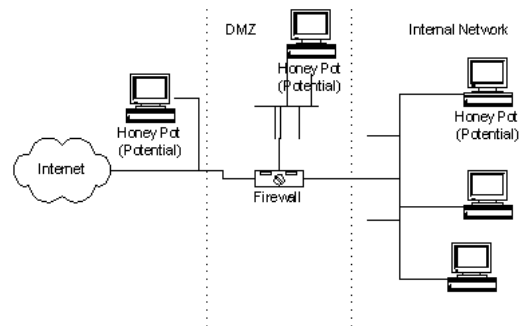 DMZ
Internal Network
Honey Pot
(Potential)
Honey Pot
(Potential)
Honey Pot
(Potential)
Internet
Firewall